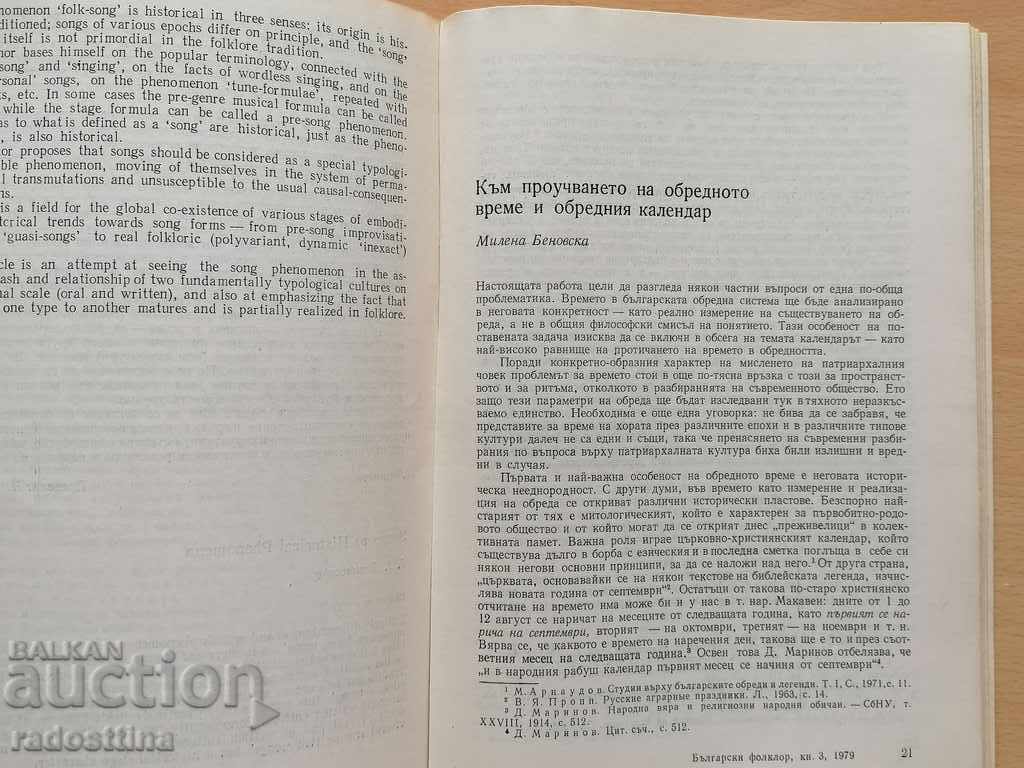 nomenon ‘folk-song’ is historical in three senses; its origin is his-
ditioned; songs of various epochs differ on principle, and the ‘song,
itself is not primordial in the folklore tradition.
hor bases himself on the popular terminology, connected with the
song’ and ‘singing’, on the facts of wordless singing, and on the
rsonal’ songs, on the phenomenon ‘tune-formulae’, repeated with
ks, etc. In some cases the pre-genre musical formula can be called
while the stage formula can be called a pre-song phenomenon.
as to what is defined as a ‘song’ are historical, just as the pheno-
, is also historical.
or proposes that songs should be considered as a special typologi-
ble phenomenon, moving of themselves in the system of perma-
l transmutations and unsusceptible to the usual causal-consequen-
ns.
is a field for the global co-existence of various stages of embodi-
stcrical trends towards song forms — from pre-song improvisati-
‘guasi-songs’ to real folkloric (polyvariant, dynamic ‘inexact’)
cle is an attempt at seeing the song phenomenon in the as-
ash and relationship of two fundamentally typological cultures on
nal scale (oral and written), and also at emphasizing the fact that
one type to another matures and is partially realized in folklore.
Към проучването на обредното
време и обредния календар
Милена Беновска
Настоящата работа цели да разгледа някои частни въпроси от една по-обща
проблематика. Времето в българската обредна система ще бъде анализирано
в неговата конкретност — като реално измерение на съществуването на об-
реда, а не в общия философски смисъл на понятието. Тази особеност на по-
ставената задача изисква да се включи в обсега на темата календарът — като
най-високо равнище на протичането на времето в обредността.
Поради конкретно-образния характер на мисленето на патриархалния
човек проблемът за времето стои в още по-тясна връзка с този за пространст-
вото и за ритъма, отколкото в разбиранията на съвременното общество. Ето
защо тези параметри на обреда ще бъдат изследвани тук в тяхното неразкъс-
ваемо единство. Необходима е още една уговорка: не бива да се забравя, че
представите за време на хората през различните епохи и в различните типове
култури далеч не са едни и същи, така че пренасянето на съвременни разби-
рания по въпроса върху патриархалната култура биха били излишни и вред-
ни в случая.
Първата и най-важна особеност на обредното време е неговата истори-
ческа нееднородност. С други думи, във времето като измерение и реализа-
ция на обреда се откриват различни исторически пластове. Безспорно най-
старият от тях е митологическият, който е характерен за първобитно-родо-
вото общество и от който могат да се открият днес „преживелици“ в колек-
тивната памет. Важна роля играе църковно-християнският календар, който
съществува дълго в борба с езическия и в последна сметка поглъща в себе си
някои негови основни принципи, за да се наложи над него.¹ От друга страна,
„църквата, основавайки се на някои текстове на библейската легенда, изчис-
лява новата година от септември“². Остатъци от такова по-старо християнско
отчитане на времето има може би и у нас в т. нар. Макавеи: дните от 1 до
12 август се наричат на месеците от следващата година, като първият се на-
рича на септември, вторият — на октомври, третият — на ноември и т. н.
Вярва се, че каквото е времето на наречения ден, такова ще е то и през съот-
ветния месец на следващата година.³ Освен това Д. Маринов отбелязва, че
„и в народния рабуш календар първият месец се начиня от септември“⁴.
¹ М. Арнаудов. Студии върху българските обреди и легенди. Т. I, С., 1971, с. 11.
² В. Я. Пропп. Русские аграрные праздники. Л., 1963, с. 14.
³ Д. Маринов. Народна вяра и религиозни народни обичаи. — СбНУ, т.
XXVIII, 1914, с. 512.
⁴ Д. Маринов. Цит. съч., с. 512.
Български фолклор, кн. 3, 1979
21
BALKAN
auction
radosttina